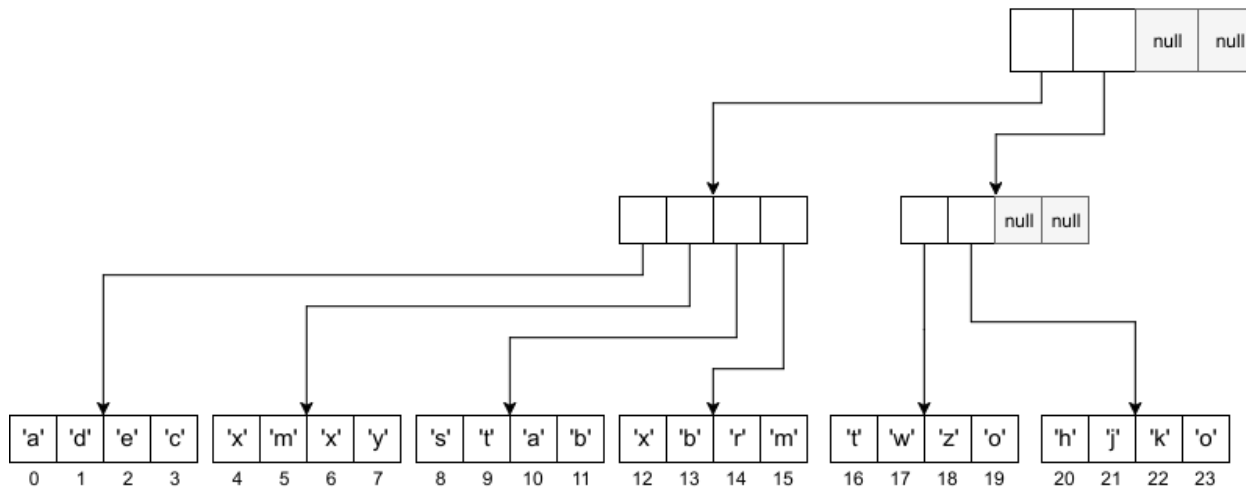 null null
null null
'a' 'd' 'e' 'c' 'x' 'm' 'x' 'y' 's' 't' 'a' 'b' 'x' 'b' 'r' 'm' 't' 'w' 'z' 'o' 'h' 'j' 'k' 'o'
0 1 2 3 4 5 6 7 8 9 10 11 12 13 14 15 16 17 18 19 20 21 22 23